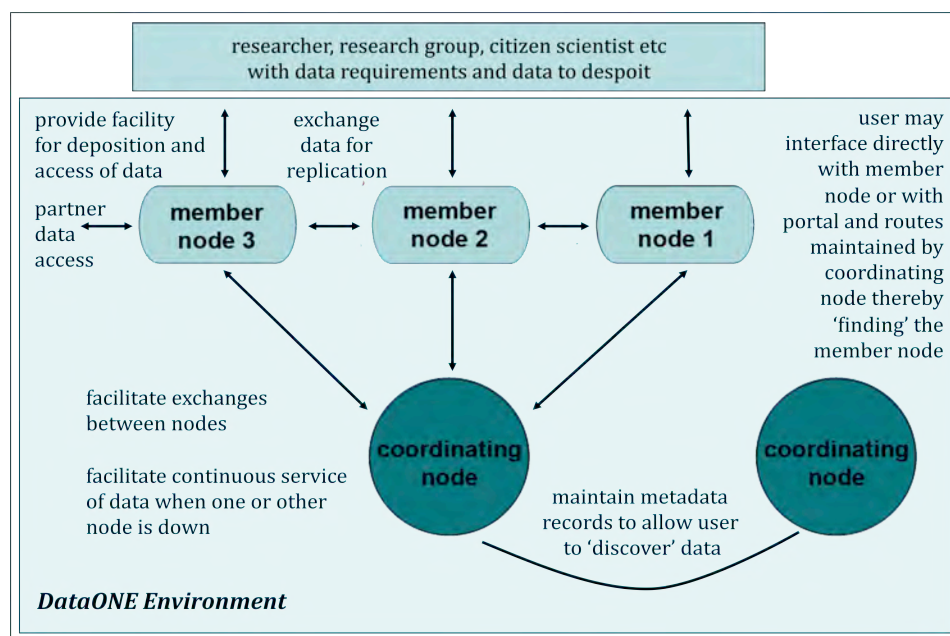 researcher, research group, citizen scientist etc
with data requirements and data to despoit
provide facility
for deposition and
access of data
exchange
data for
replication
user may
interface directly
with member
node or with
portal and routes
maintained by
coordinating
node thereby
‘finding’ the
member node
partner
data
access
member
node 3
member
node 2
member
node 1
facilitate exchanges
between nodes
facilitate continuous service
of data when one or other
node is down
coordinating
node
coordinating
node
maintain metadata
records to allow user
to ‘discover’ data
DataONE Environment